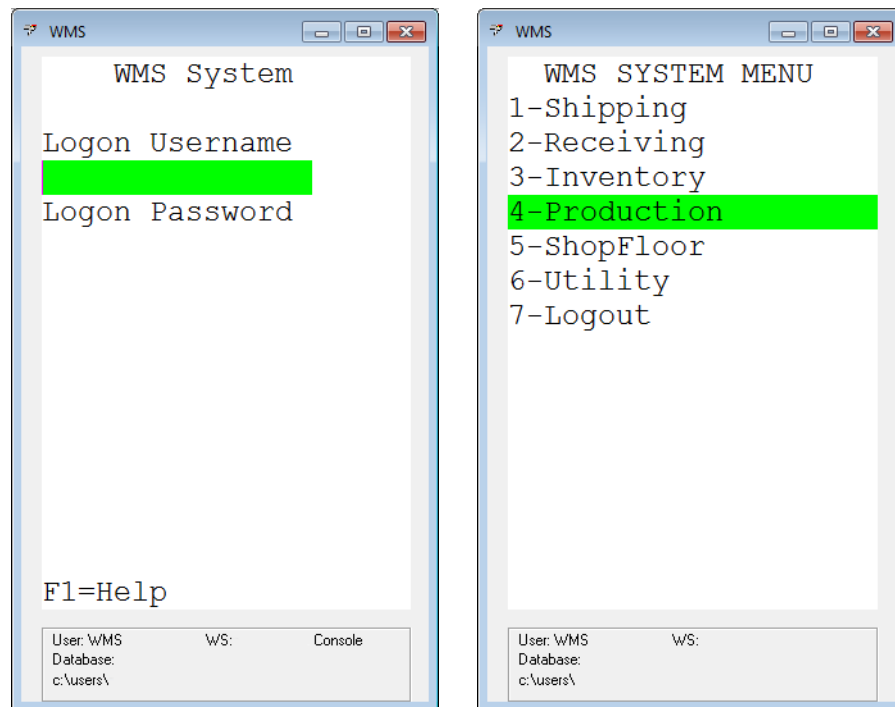 WMS
WMS System
Logon Username
Logon Password
F1=Help
User: WMS WS: Console
Database:
c:\users\
WMS
WMS SYSTEM MENU
1-Shipping
2-Receiving
3-Inventory
4-Production
5-ShopFloor
6-Utility
7-Logout
User: WMS WS:
Database:
c:\users\